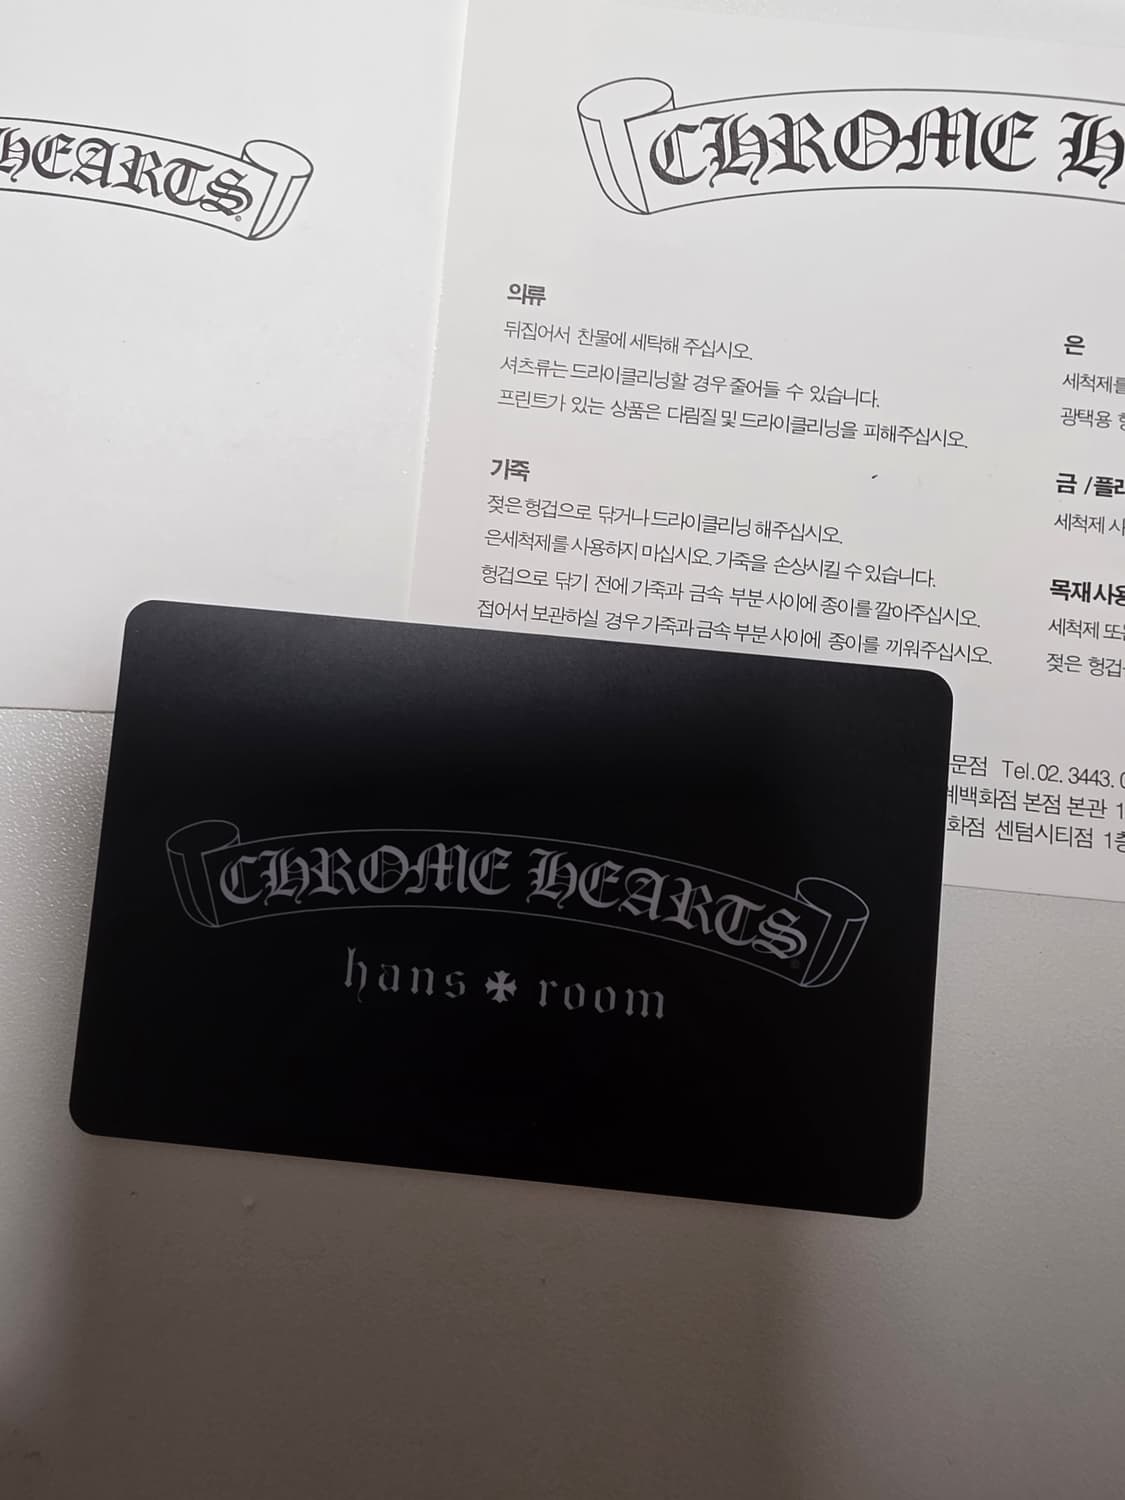 HEARTS
CHROME H
의류
뒤집어서 찬물에 세탁해 주십시오.
셔츠류는 드라이클리닝할 경우 줄어들 수 있습니다.
프린트가 있는 상품은 다림질 및 드라이클리닝을 피해주십시오.
가죽
젖은 헝겁으로 닦거나 드라이클리닝 해주십시오.
은세척제를 사용하지 마십시오. 가죽을 손상시킬 수 있습니다.
헝겁으로 닦기 전에 가죽과 금속 부분 사이에 종이를 깔아주십시오.
접어서 보관하실 경우 가죽과 금속 부분 사이에 종이를 끼워주십시오.
은
세척제를
광택용
금 / 플라
세척제 사
목재 사용
세척제 또는
젖은 헝겁
문점 Tel.02. 3443.
계백화점 본점 본관 1
화점 센텀시티점 1층
CHROME HEARTS
hans room